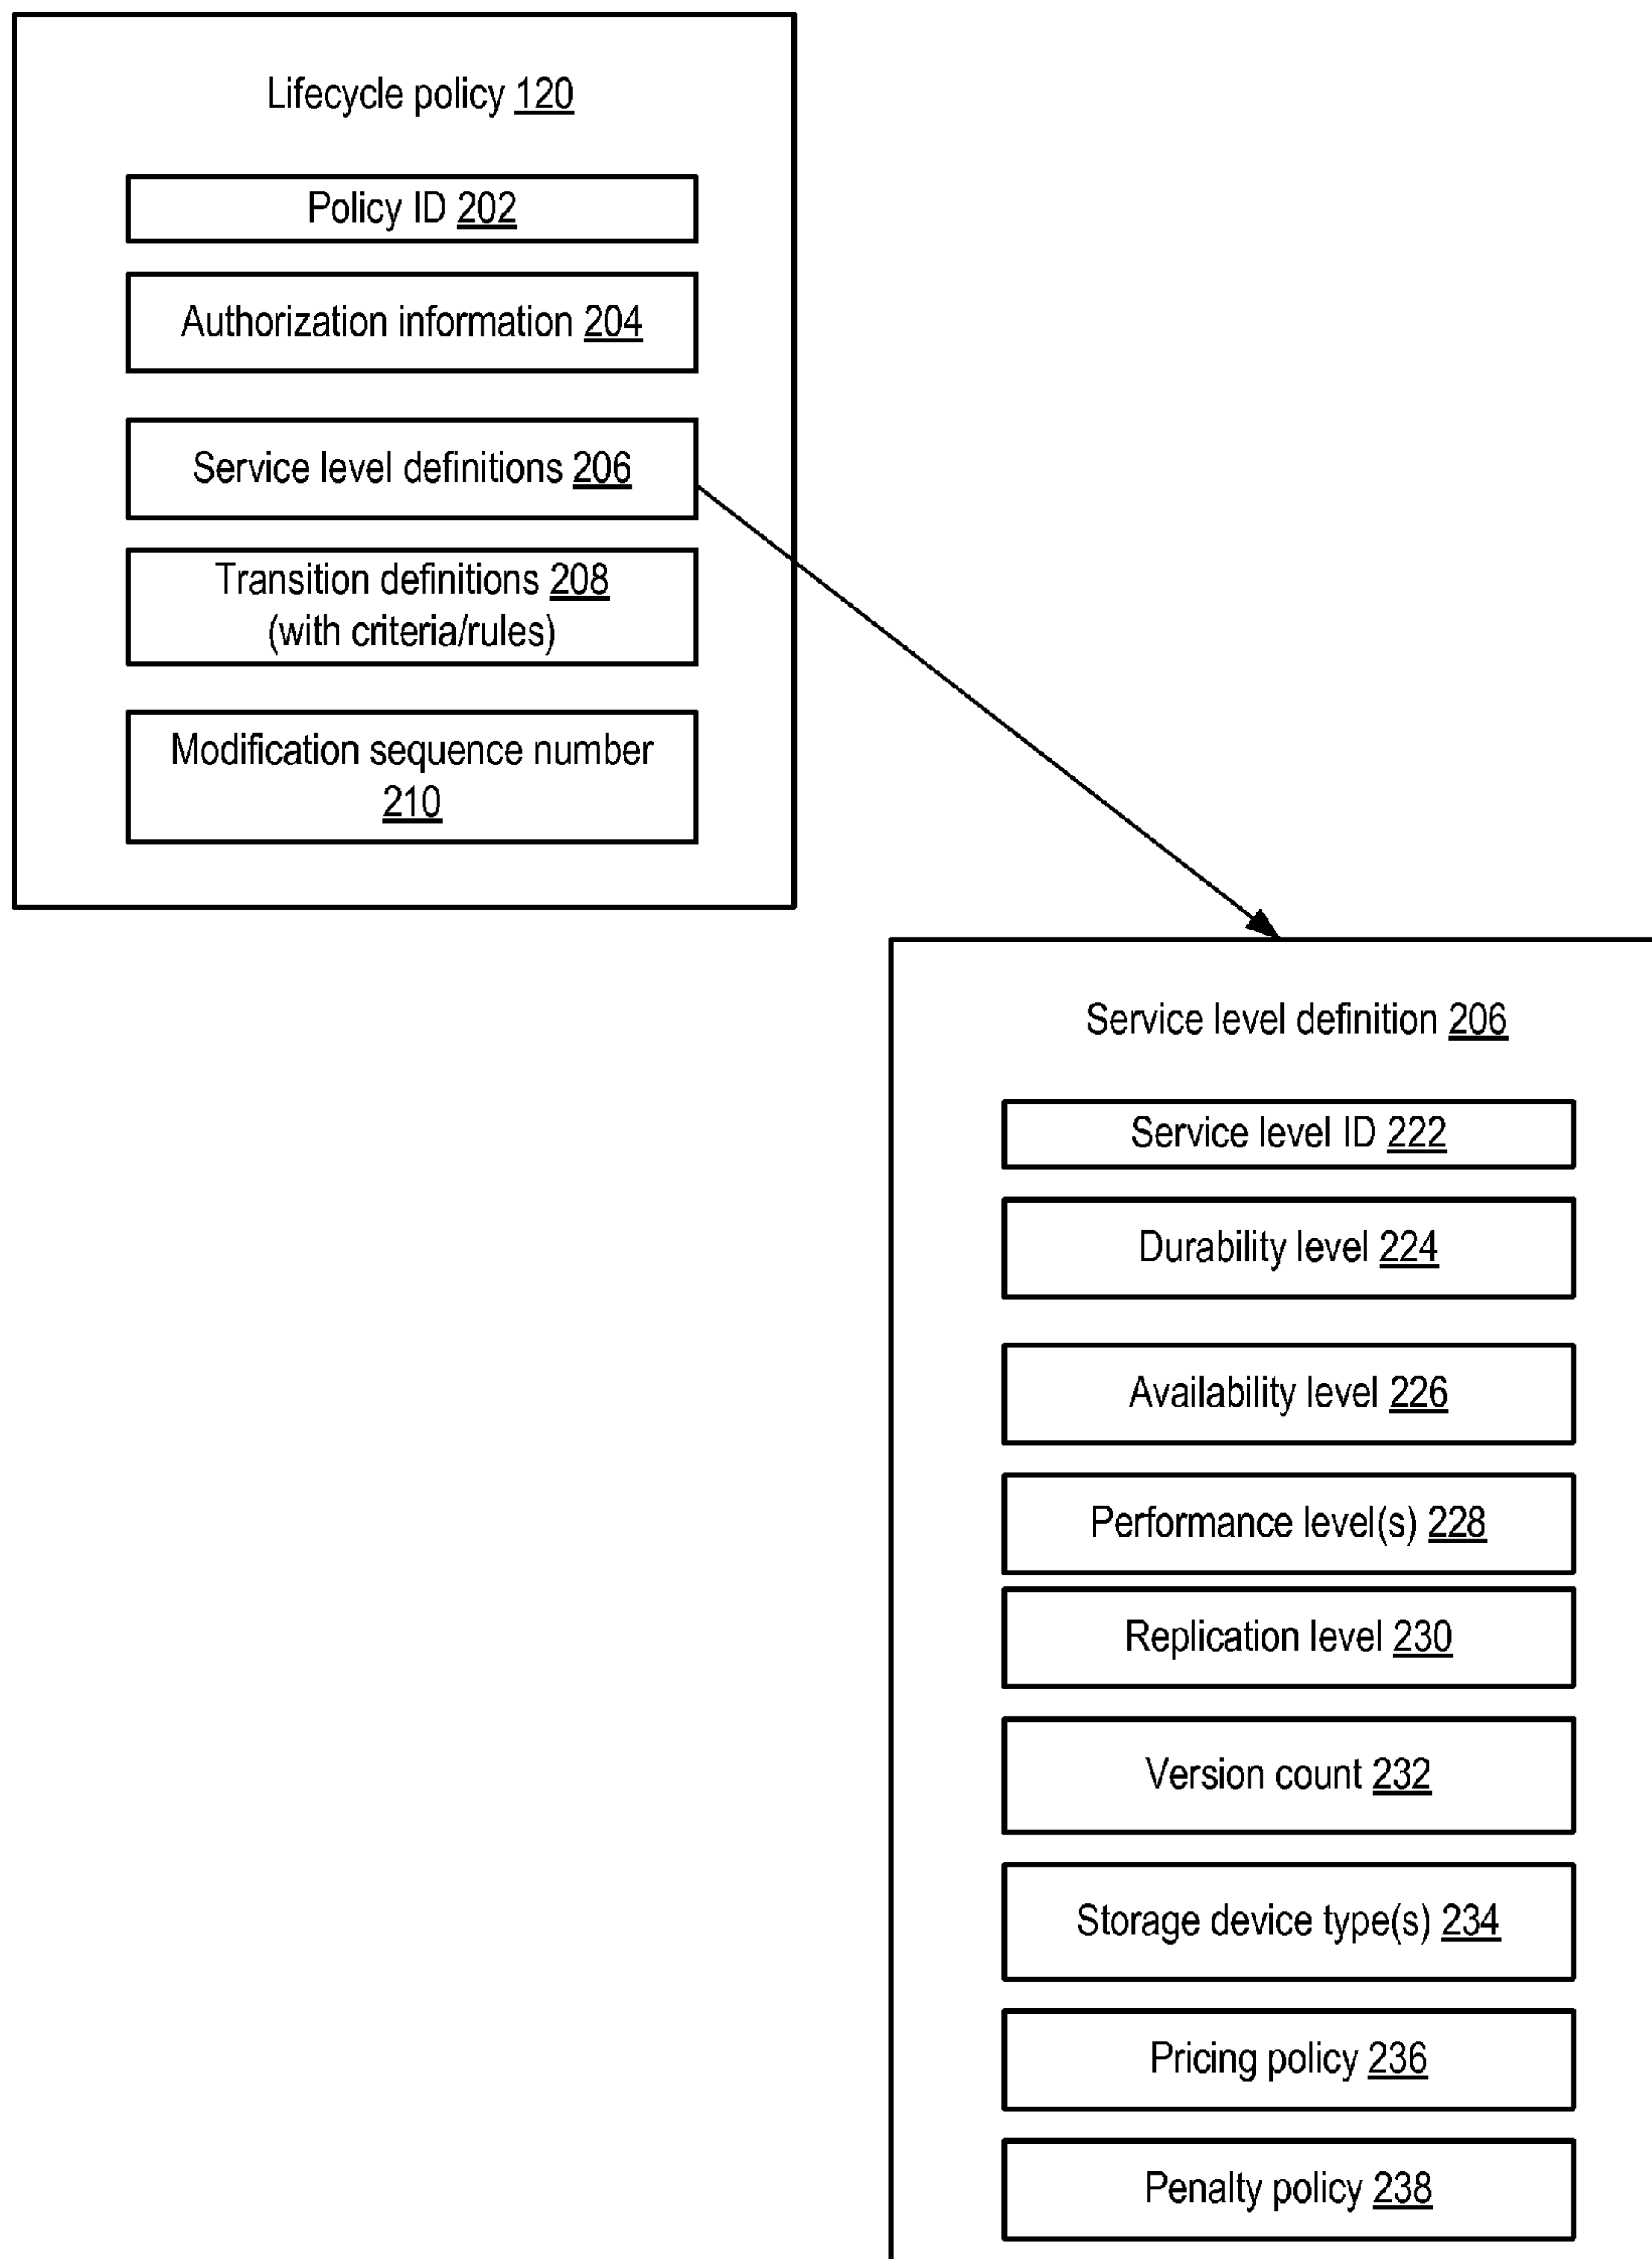 Lifecycle policy 120
Policy ID 202
Authorization information 204
Service level definitions 206
Transition definitions 208
(with criteria/rules)
Modification sequence number
210
Service level definition 206
Service level ID 222
Durability level 224
Availability level 226
Performance level(s) 228
Replication level 230
Version count 232
Storage device type(s) 234
Pricing policy 236
Penalty policy 238